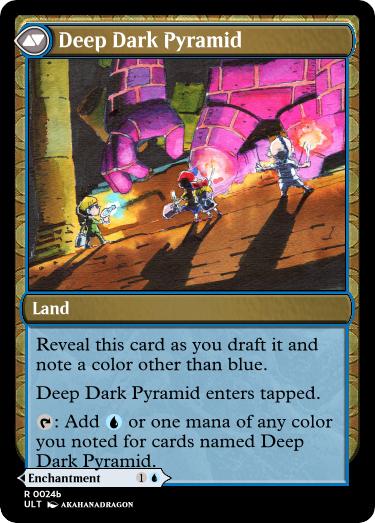 Deep Dark Pyramid
Land
Reveal this card as you draft it and
note a color other than blue.
Deep Dark Pyramid enters tapped.
: Add or one mana of any color
you noted for cards named Deep
Dark Pyramid.
Enchantment 1
R 0024b
ULT AKAHANADRAGON